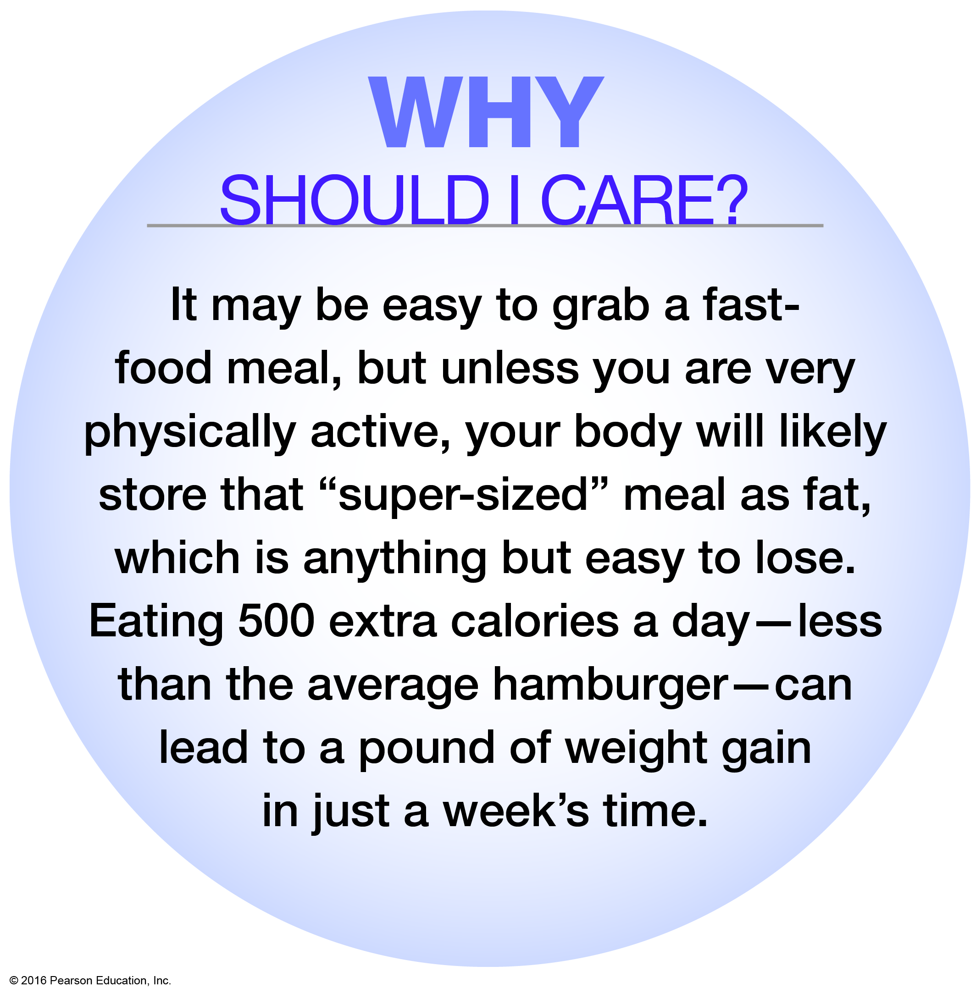 WHY
SHOULD I CARE?
It may be easy to grab a fast-
food meal, but unless you are very
physically active, your body will likely
store that “super-sized” meal as fat,
which is anything but easy to lose.
Eating 500 extra calories a day—less
than the average hamburger—can
lead to a pound of weight gain
in just a week’s time.
© 2016 Pearson Education, Inc.